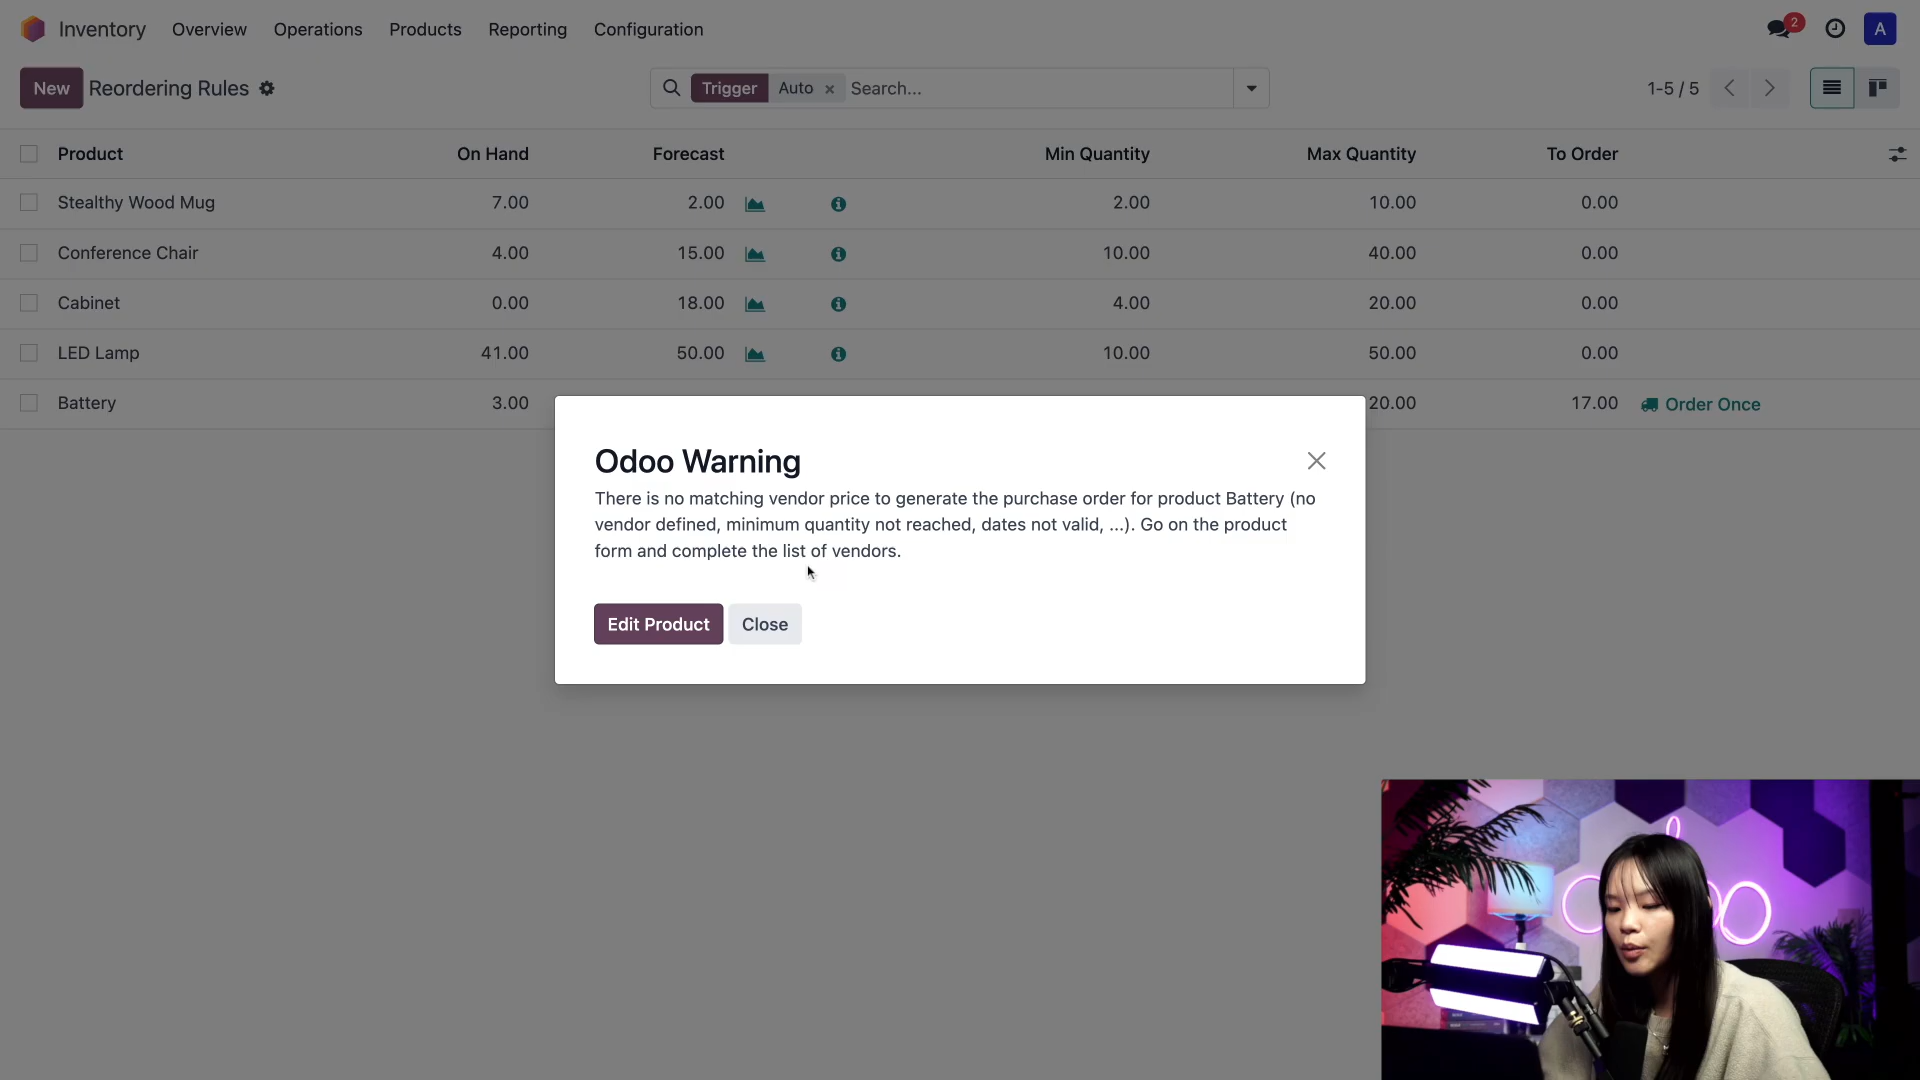 Inventory Overview Operations Products Reporting Configuration 2 A
New Reordering Rules Trigger Auto × Search... 1-5 / 5
Product On Hand Forecast Min Quantity Max Quantity To Order
Stealthy Wood Mug 7.00 2.00 2.00 10.00 0.00
Conference Chair 4.00 15.00 10.00 40.00 0.00
Cabinet 0.00 18.00 4.00 20.00 0.00
LED Lamp 41.00 50.00 10.00 50.00 0.00
Battery 3.00 20.00 17.00 Order Once
Odoo Warning
There is no matching vendor price to generate the purchase order for product Battery (no
vendor defined, minimum quantity not reached, dates not valid, ...). Go on the product
form and complete the list of vendors.
Edit Product Close